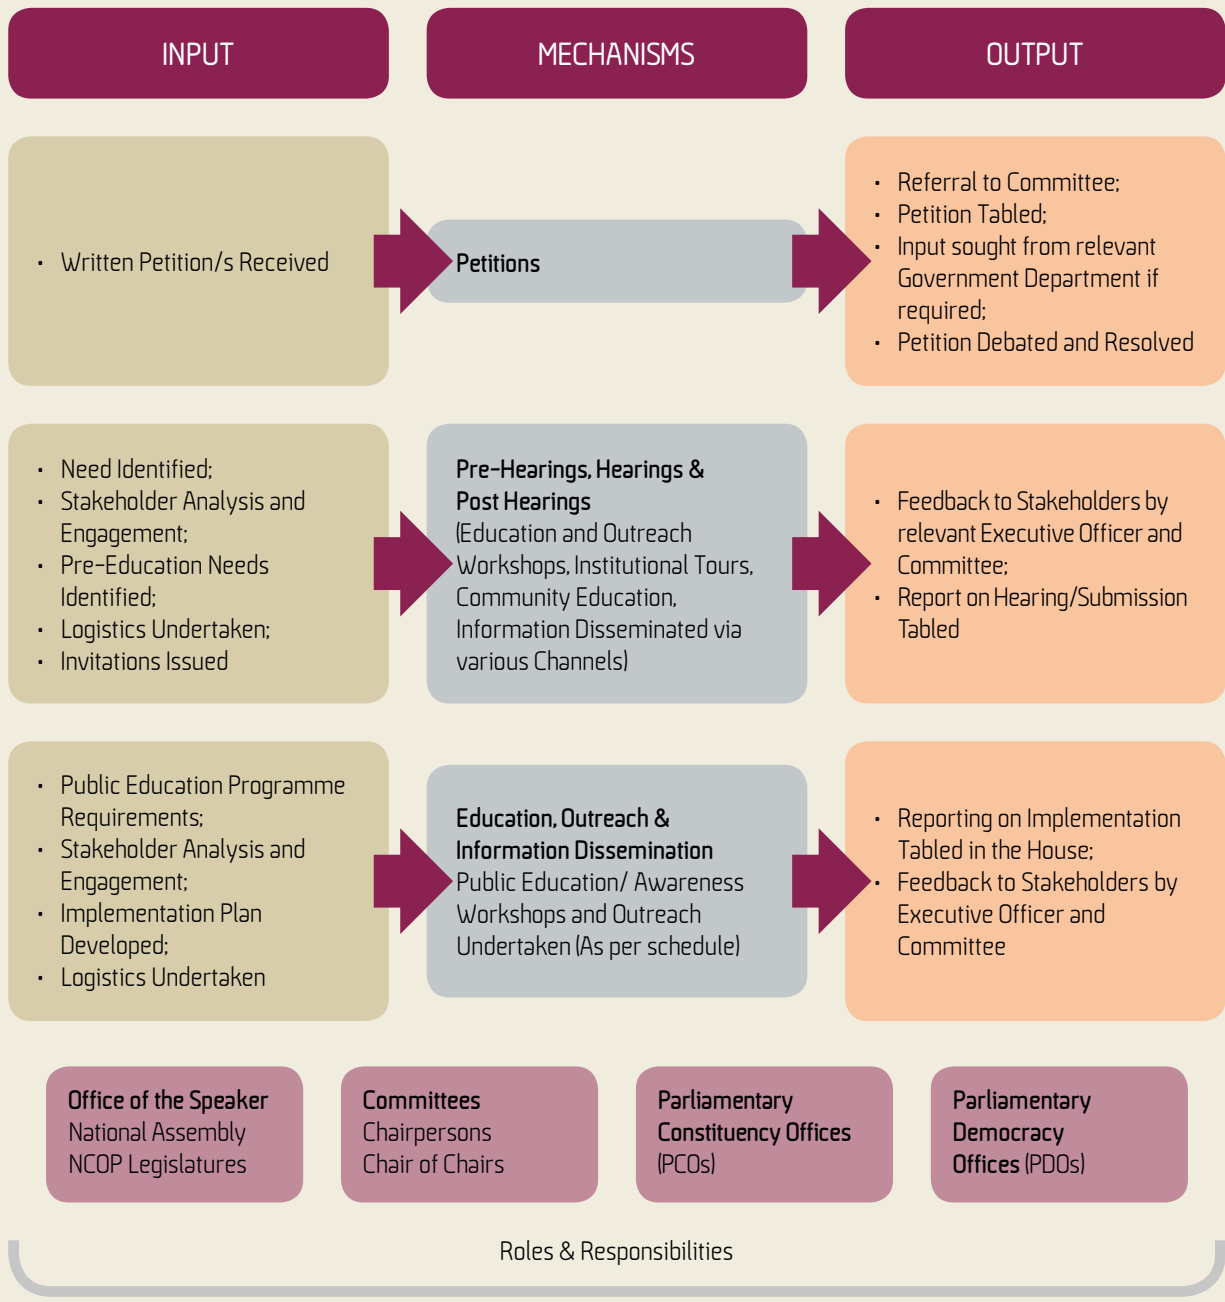 INPUT
MECHANISMS
OUTPUT
• Written Petition/s Received
Petitions
• Referral to Committee;
• Petition Tabled;
• Input sought from relevant
Government Department if
required;
• Petition Debated and Resolved
• Need Identified;
• Stakeholder Analysis and
Engagement;
• Pre-Education Needs
Identified;
• Logistics Undertaken;
• Invitations Issued
Pre-Hearings, Hearings &
Post Hearings
(Education and Outreach
Workshops, Institutional Tours,
Community Education,
Information Disseminated via
various Channels)
• Feedback to Stakeholders by
relevant Executive Officer and
Committee;
• Report on Hearing/Submission
Tabled
• Public Education Programme
Requirements;
• Stakeholder Analysis and
Engagement;
• Implementation Plan
Developed;
• Logistics Undertaken
Education, Outreach &
Information Dissemination
Public Education/ Awareness
Workshops and Outreach
Undertaken (As per schedule)
• Reporting on Implementation
Tabled in the House;
• Feedback to Stakeholders by
Executive Officer and
Committee
Office of the Speaker
National Assembly
NCOP Legislatures
Committees
Chairpersons
Chair of Chairs
Parliamentary
Constituency Offices
(PCOs)
Parliamentary
Democracy
Offices (PDOs)
Roles & Responsibilities